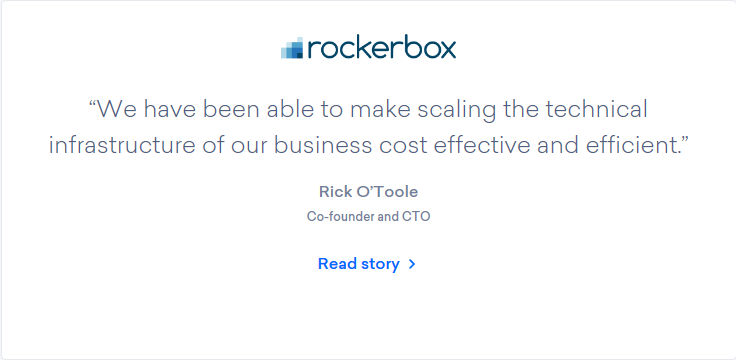 rockerbox
“We have been able to make scaling the technical
infrastructure of our business cost effective and efficient.”
Rick O’Toole
Co-founder and CTO
Read story